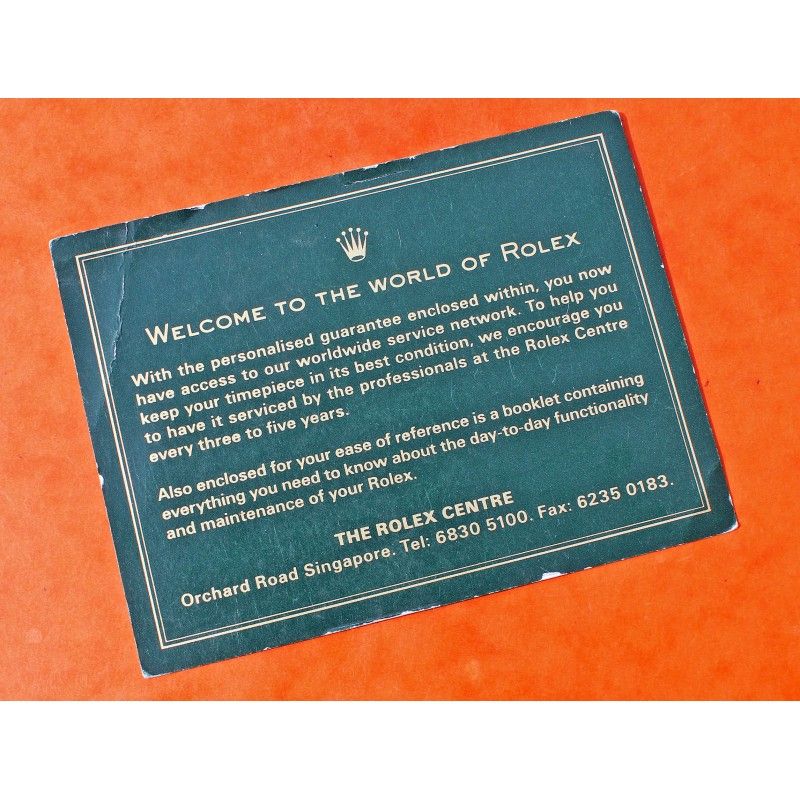 WELCOME TO THE WORLD OF ROLEX
With the personalised guarantee enclosed within, you now
have access to our worldwide service network. To help you
keep your timepiece in its best condition, we encourage you
to have it serviced by the professionals at the Rolex Centre
every three to five years.
Also enclosed for your ease of reference is a booklet containing
everything you need to know about the day-to-day functionality
and maintenance of your Rolex.
THE ROLEX CENTRE
Orchard Road Singapore. Tel: 6830 5100. Fax: 6235 0183.